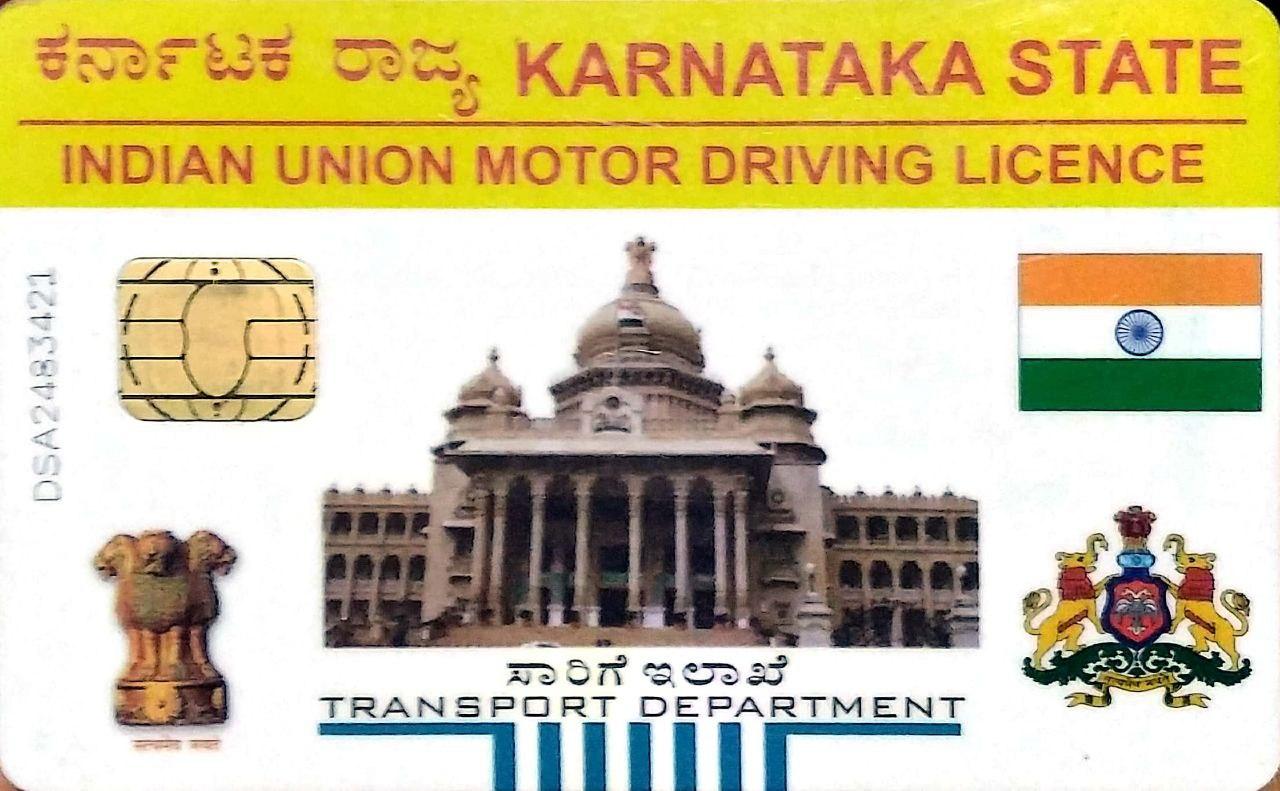 ಕರ್ನಾಟಕ ರಾಜ್ಯ KARNATAKA STATE
INDIAN UNION MOTOR DRIVING LICENCE
DSA2483421
ಸಾರಿಗೆ ಇಲಾಖೆ
TRANSPORT DEPARTMENT